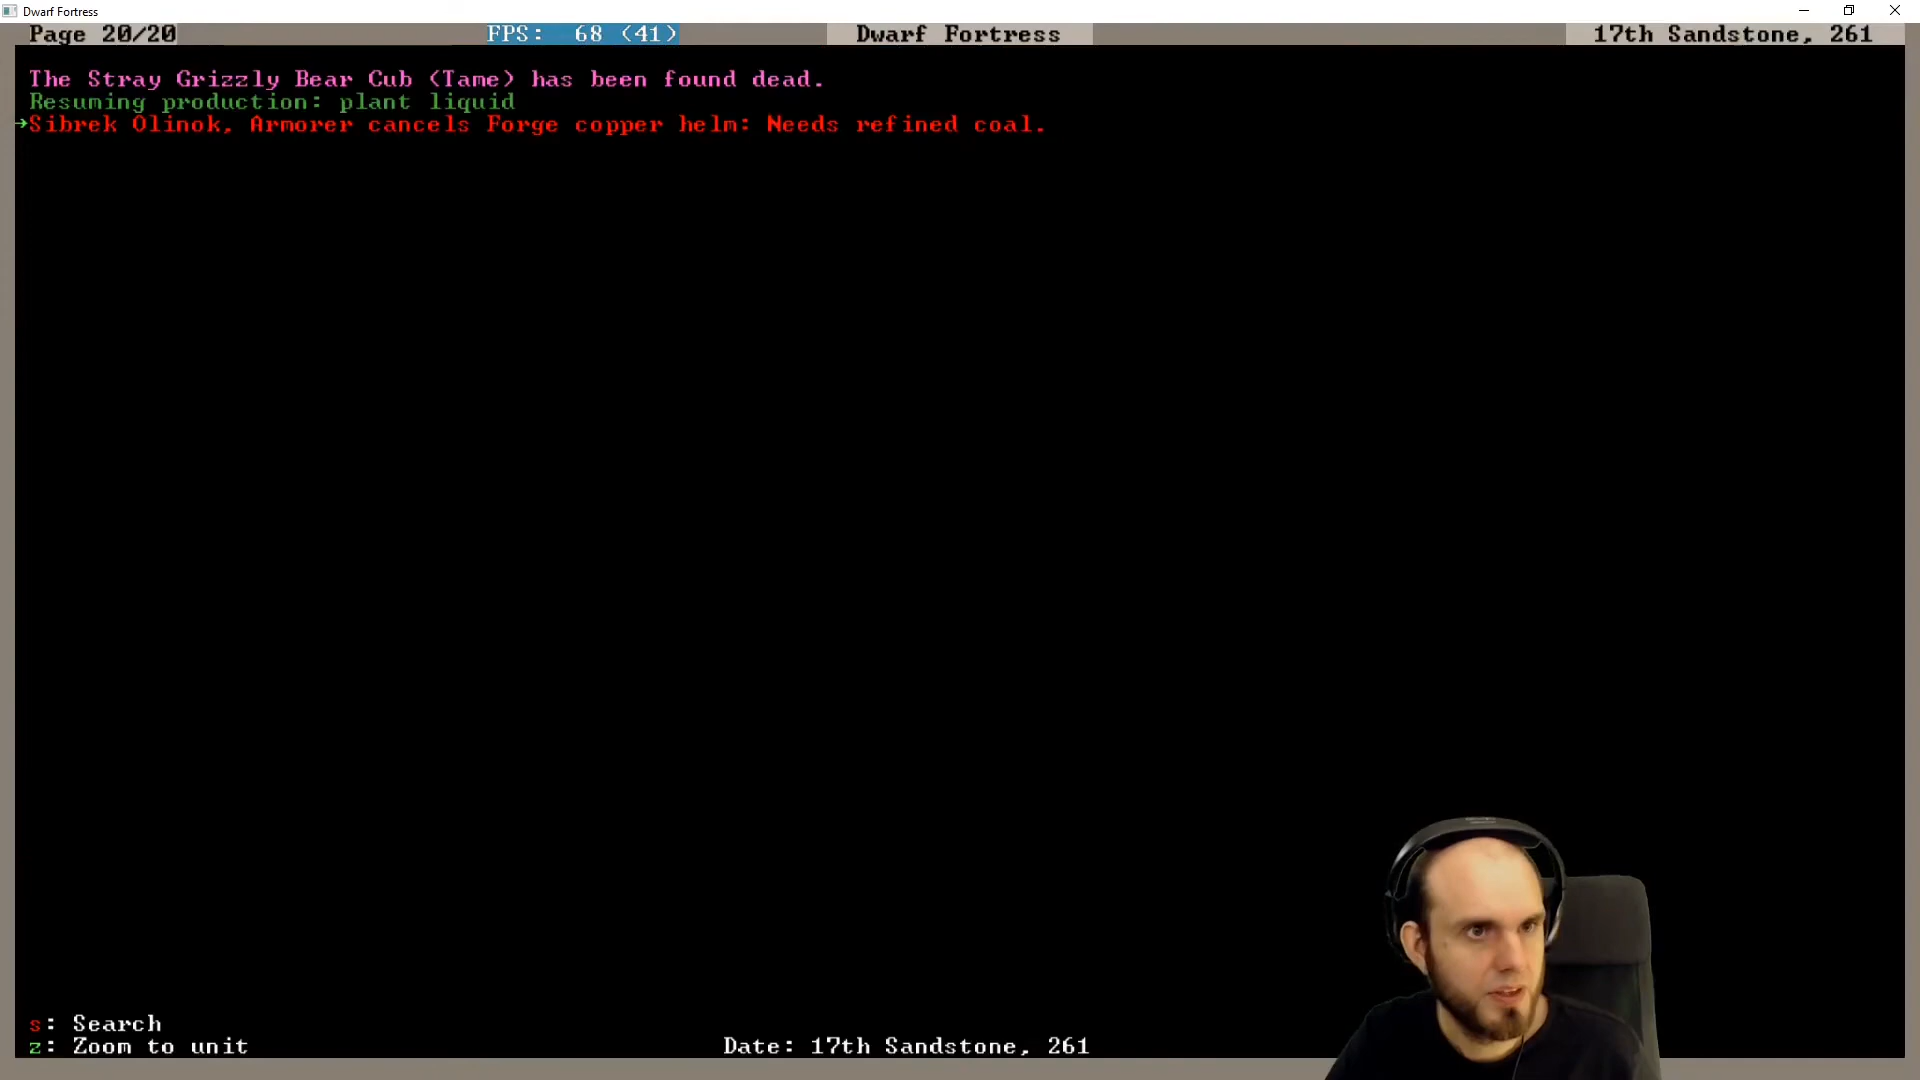 Dwarf Fortress
Page 20/20
FPS: 68 (41)
Dwarf Fortress
17th Sandstone, 261
The Stray Grizzly Bear Cub (Tame) has been found dead.
Resuming production: plant liquid
→Sibrek Olinok, Armorer cancels Forge copper helm: Needs refined coal.
s: Search
z: Zoom to unit
Date: 17th Sandstone, 261